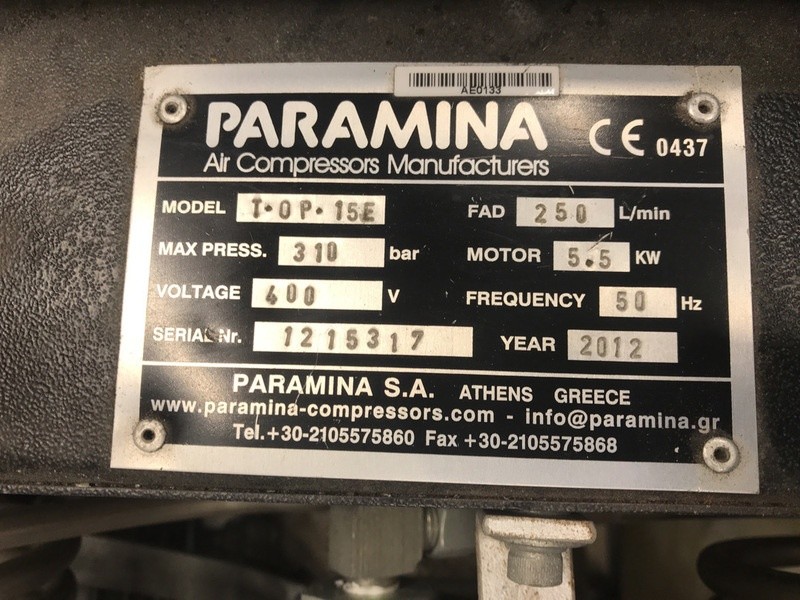 AE0133
PARAMINA
Air Compressors Manufacturers
CE 0437
MODEL T·OP·15E FAD 250 L/min
MAX PRESS. 310 bar MOTOR 5.5 KW
VOLTAGE 400 V FREQUENCY 50 Hz
SERIAL Nr. 1215317 YEAR 2012
PARAMINA S.A. ATHENS GREECE
www.paramina-compressors.com - info@paramina.gr
Tel.+30-2105575860 Fax +30-2105575868